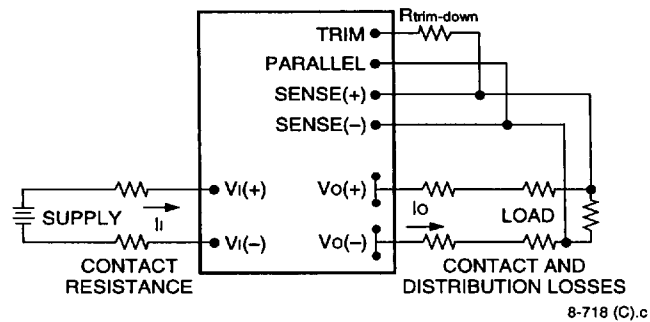 TRIM
Rtrim-down
PARALLEL
SENSE(+)
SENSE(–)
VI(+)
VO(+)
SUPPLY
II
IO
LOAD
VI(–)
VO(–)
CONTACT
RESISTANCE
CONTACT AND
DISTRIBUTION LOSSES
8-718 (C).c